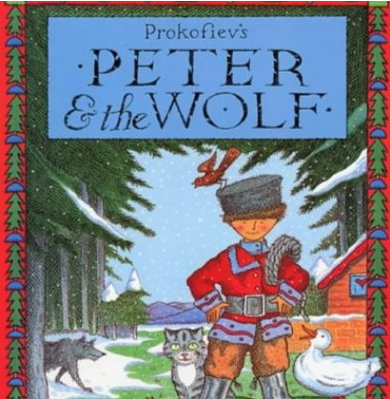 Prokofiev's
·PETER
& the WOLF·